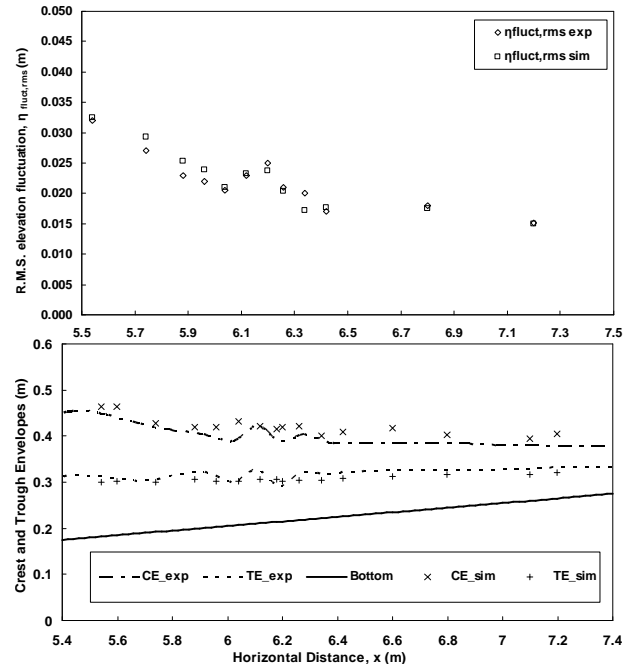 R.M.S. elevation fluctuation, η fluct,rms (m)
0.050
0.045
0.040
0.035
0.030
0.025
0.020
0.015
0.010
0.005
0.000
ηfluct,rms exp
ηfluct,rms sim
5.5 5.7 5.9 6.1 6.3 6.5 6.7 6.9 7.1 7.3 7.5
Crest and Trough Envelopes (m)
0.6
0.5
0.4
0.3
0.2
0.1
0
CE_exp TE_exp Bottom CE_sim TE_sim
5.4 5.6 5.8 6 6.2 6.4 6.6 6.8 7 7.2 7.4
Horizontal Distance, x (m)